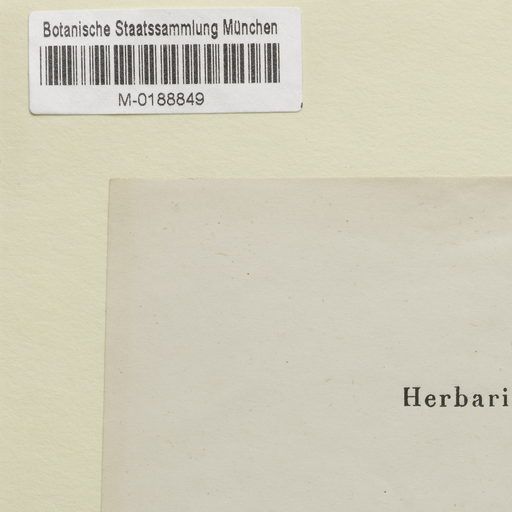 Botanische Staatssammlung München
M-0188849
Herbari